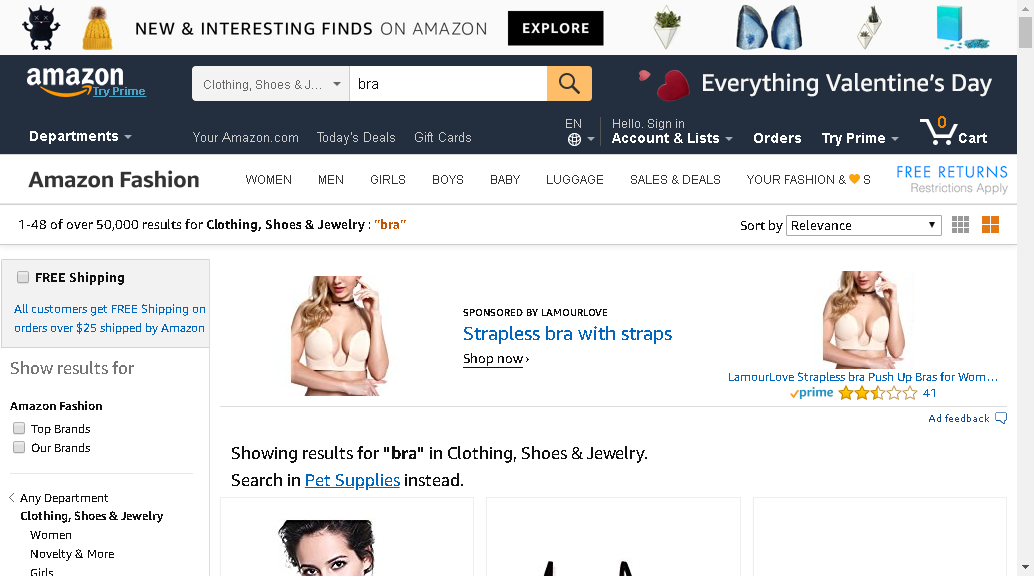 NEW & INTERESTING FINDS ON AMAZON
EXPLORE
amazon
Try Prime
Clothing, Shoes & J...
bra
Everything Valentine's Day
Departments
Your Amazon.com
Today's Deals
Gift Cards
EN
Hello. Sign in
Account & Lists
Orders
Try Prime
0
Cart
Amazon Fashion
WOMEN
MEN
GIRLS
BOYS
BABY
LUGGAGE
SALES & DEALS
YOUR FASHION & 🧡 S
FREE RETURNS
Restrictions Apply
1-48 of over 50,000 results for Clothing, Shoes & Jewelry : "bra"
Sort by Relevance
FREE Shipping
All customers get FREE Shipping on
orders over $25 shipped by Amazon
Show results for
Amazon Fashion
Top Brands
Our Brands
Any Department
Clothing, Shoes & Jewelry
Women
Novelty & More
Girls
SPONSORED BY LAMOURLOVE
Strapless bra with straps
Shop now ›
LamourLove Strapless bra Push Up Bras for Wom...
prime
41
Ad feedback
Showing results for "bra" in Clothing, Shoes & Jewelry.
Search in Pet Supplies instead.